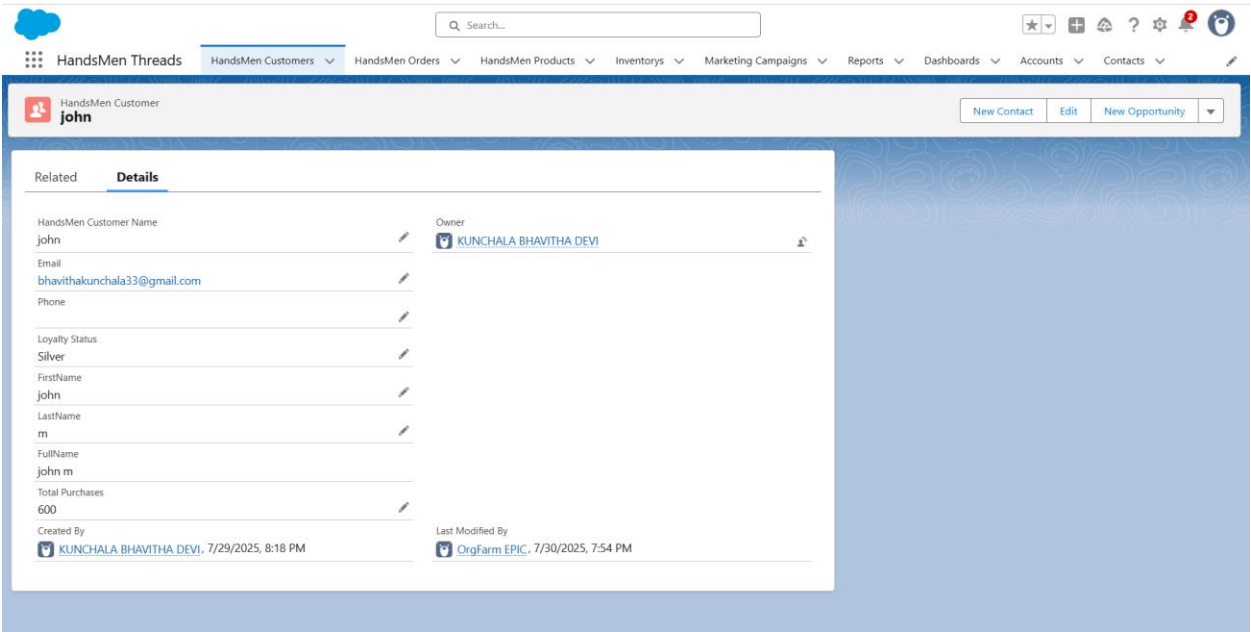 Search...
2
HandsMen Threads HandsMen Customers HandsMen Orders HandsMen Products Inventorys Marketing Campaigns Reports Dashboards Accounts Contacts
HandsMen Customer
john
New Contact Edit New Opportunity
Related Details
HandsMen Customer Name
john
Owner
KUNCHALA BHAVITHA DEVI
Email
bhavithakunchala33@gmail.com
Phone
Loyalty Status
Silver
FirstName
john
LastName
m
FullName
john m
Total Purchases
600
Created By
KUNCHALA BHAVITHA DEVI, 7/29/2025, 8:18 PM
Last Modified By
OrgFarm EPIC, 7/30/2025, 7:54 PM